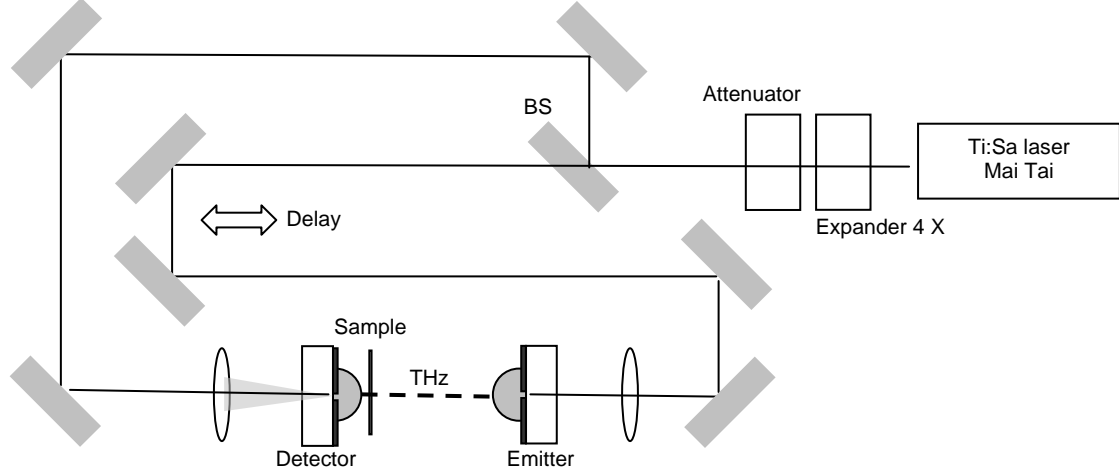 Attenuator
BS
Ti:Sa laser
Mai Tai
Delay
Expander 4 X
Sample
THz
Detector
Emitter